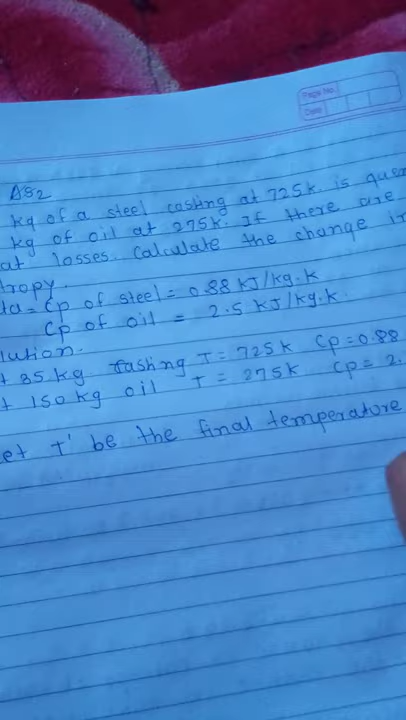 Page No.
Date
ΔS2
kg of a steel casting at 725K. is quen
kg of oil at 275K. If there are
at losses. Calculate the change in
tropy.
ta = Cp of steel = 0.88 KJ/kg.K
Cp of oil = 2.5 KJ/kg.K.
lution.
35 kg casting T = 725K Cp=0.88
150 kg oil T = 275K Cp = 2.
et T' be the final temperature